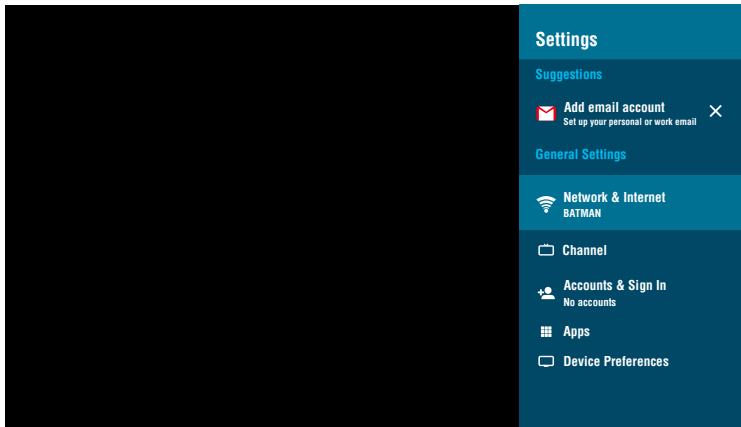 Settings
Suggestions
Add email account
Set up your personal or work email
General Settings
Network & Internet
BATMAN
Channel
Accounts & Sign In
No accounts
Apps
Device Preferences